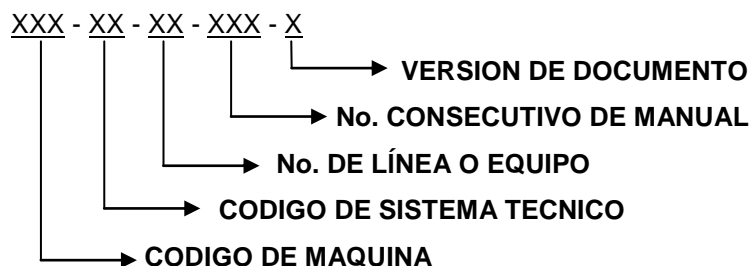 XXX - XX - XX - XXX - X
VERSION DE DOCUMENTO
No. CONSECUTIVO DE MANUAL
No. DE LÍNEA O EQUIPO
CODIGO DE SISTEMA TECNICO
CODIGO DE MAQUINA